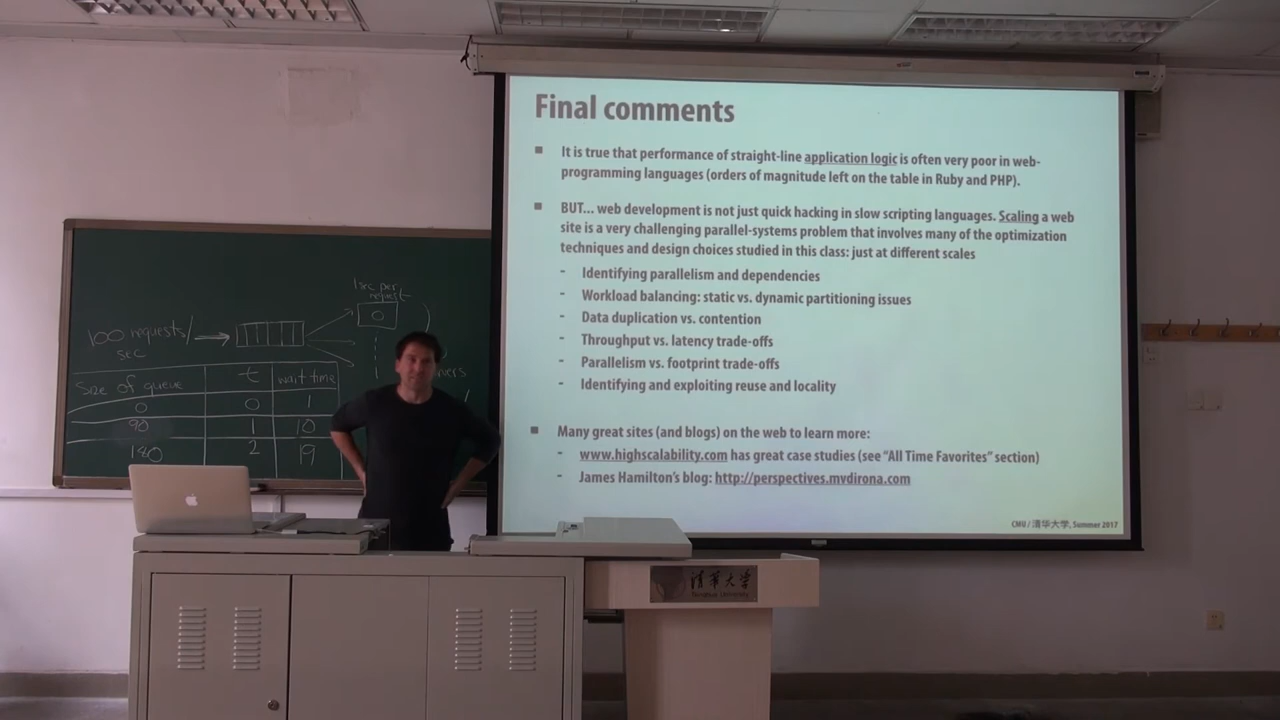 Final comments
It is true that performance of straight-line application logic is often very poor in web-
programming languages (orders of magnitude left on the table in Ruby and PHP).
BUT... web development is not just quick hacking in slow scripting languages. Scaling a web
site is a very challenging parallel-systems problem that involves many of the optimization
techniques and design choices studied in this class: just at different scales
- Identifying parallelism and dependencies
- Workload balancing: static vs. dynamic partitioning issues
- Data duplication vs. contention
- Throughput vs. latency trade-offs
- Parallelism vs. footprint trade-offs
- Identifying and exploiting reuse and locality
Many great sites (and blogs) on the web to learn more:
- www.highscalability.com has great case studies (see "All Time Favorites" section)
- James Hamilton's blog: http://perspectives.mvdirona.com
CMU / 清华大学, Summer 2017
1 sec per
request
100 requests/
sec
Size of queue t wait time
0 0 1
90 1 10
180 2 19
清华大学
Tsinghua University